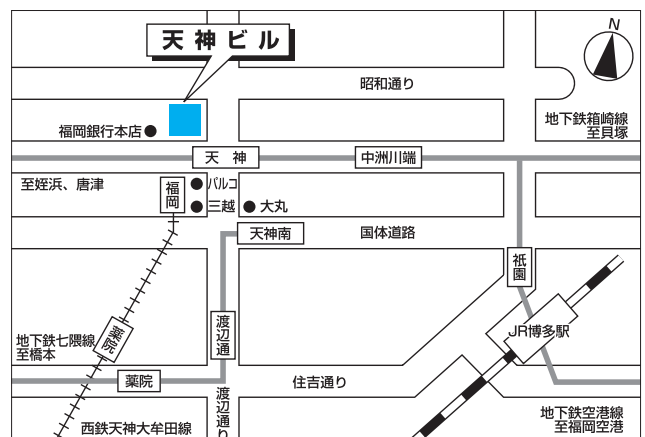 N
天神ビル
昭和通り
福岡銀行本店
地下鉄箱崎線
至貝塚
天　神
中洲川端
至姪浜、唐津
福岡
パルコ
三越
大丸
天神南
国体道路
祇園
渡辺通
薬院
JR博多駅
地下鉄七隈線
至橋本
薬院
住吉通り
渡辺通り
西鉄天神大牟田線
地下鉄空港線
至福岡空港